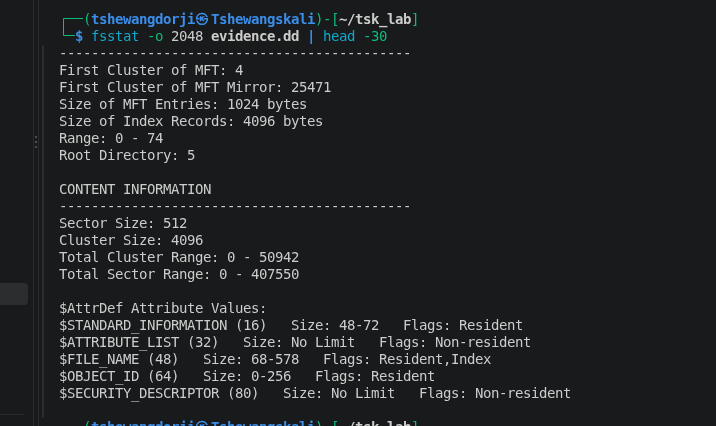 ┌──(tshewangdorji㉿Tshewangskali)-[~/tsk_lab]
└─$ fsstat -o 2048 evidence.dd | head -30
--------------------------------------------
First Cluster of MFT: 4
First Cluster of MFT Mirror: 25471
Size of MFT Entries: 1024 bytes
Size of Index Records: 4096 bytes
Range: 0 - 74
Root Directory: 5
CONTENT INFORMATION
--------------------------------------------
Sector Size: 512
Cluster Size: 4096
Total Cluster Range: 0 - 50942
Total Sector Range: 0 - 407550
$AttrDef Attribute Values:
$STANDARD_INFORMATION (16)   Size: 48-72   Flags: Resident
$ATTRIBUTE_LIST (32)   Size: No Limit   Flags: Non-resident
$FILE_NAME (48)   Size: 68-578   Flags: Resident,Index
$OBJECT_ID (64)   Size: 0-256   Flags: Resident
$SECURITY_DESCRIPTOR (80)   Size: No Limit   Flags: Non-resident
(tshewangdorji㉿Tshewangskali)-[~/tsk_lab]